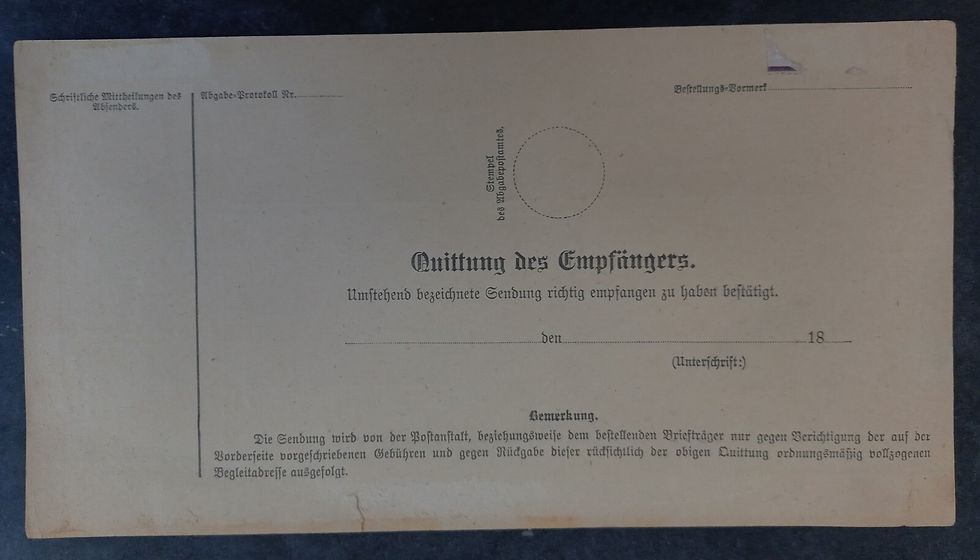 Schriftliche Mittheilungen des
Absenders.
Abgabe-Protokoll Nr.
Bestellungs-Vormerk
Stempel
des Abgabepostamtes.
Quittung des Empfängers.
Umstehend bezeichnete Sendung richtig empfangen zu haben bestätigt.
den 18
(Unterschrift:)
Bemerkung.
Die Sendung wird von der Postanstalt, beziehungsweise dem bestellenden Briefträger nur gegen Berichtigung der auf der
Vorderseite vorgeschriebenen Gebühren und gegen Rückgabe dieser rücksichtlich der obigen Quittung ordnungsmäßig vollzogenen
Begleitadresse ausgefolgt.